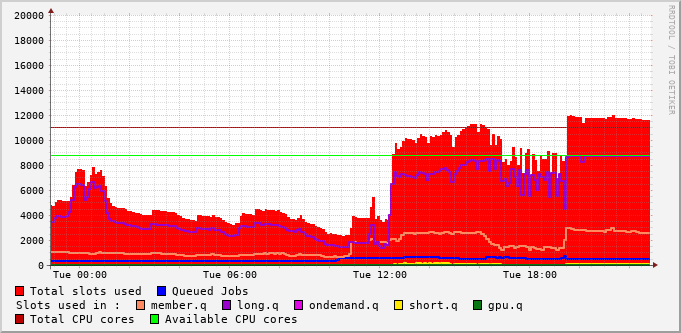 RRDTOOL / TOBI OETIKER
20000
18000
16000
14000
12000
10000
8000
6000
4000
2000
0
Tue 00:00 Tue 06:00 Tue 12:00 Tue 18:00
Total slots used Queued Jobs
Slots used in : member.q long.q ondemand.q short.q gpu.q
Total CPU cores Available CPU cores